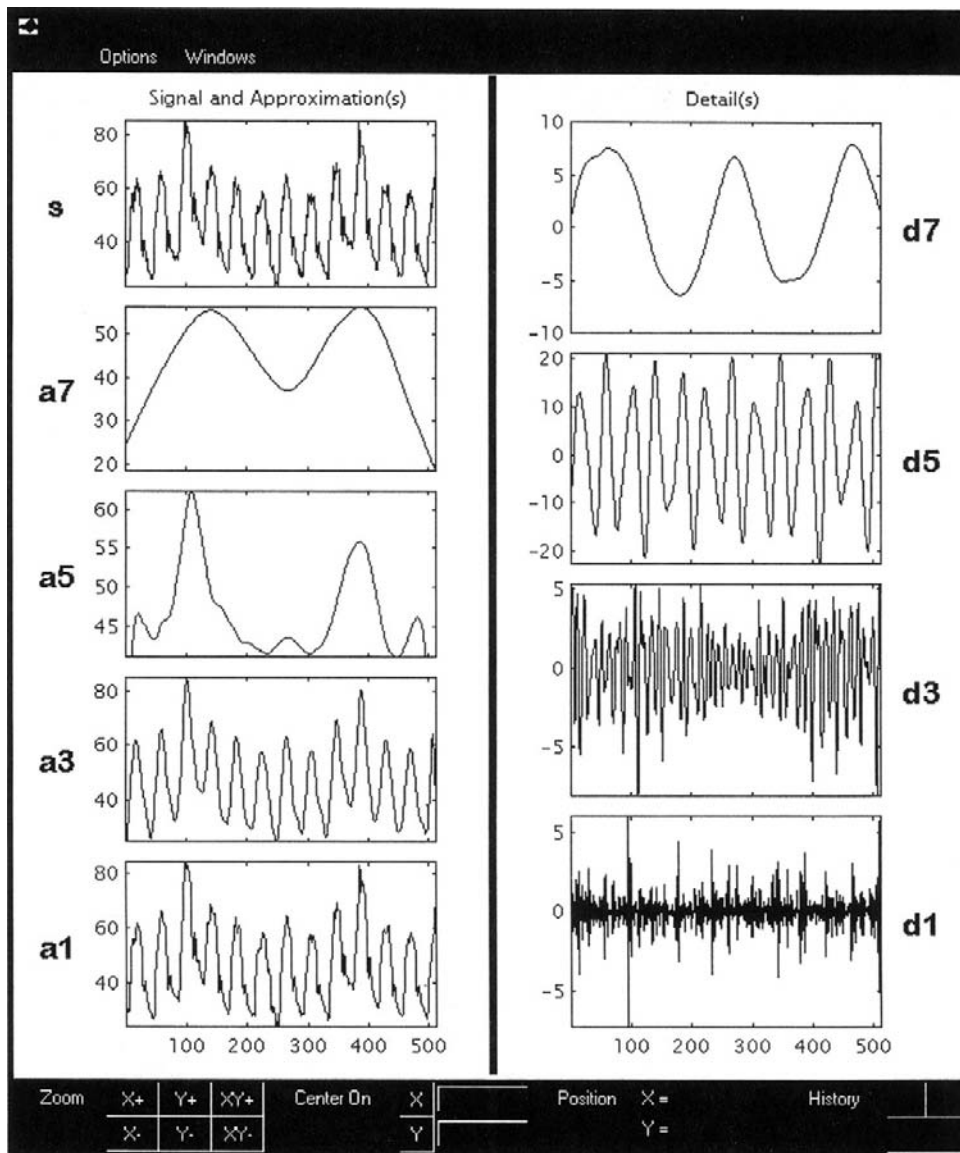 Options Windows
Signal and Approximation(s)
s
80
60
40
a7
50
40
30
20
a5
60
55
50
45
a3
80
60
40
a1
80
60
40
100 200 300 400 500
Detail(s)
d7
10
5
0
-5
-10
d5
20
10
0
-10
-20
d3
5
0
-5
d1
5
0
-5
100 200 300 400 500
Zoom X+ Y+ XY+ Center On X Position X = History
X- Y- XY- Y Y =